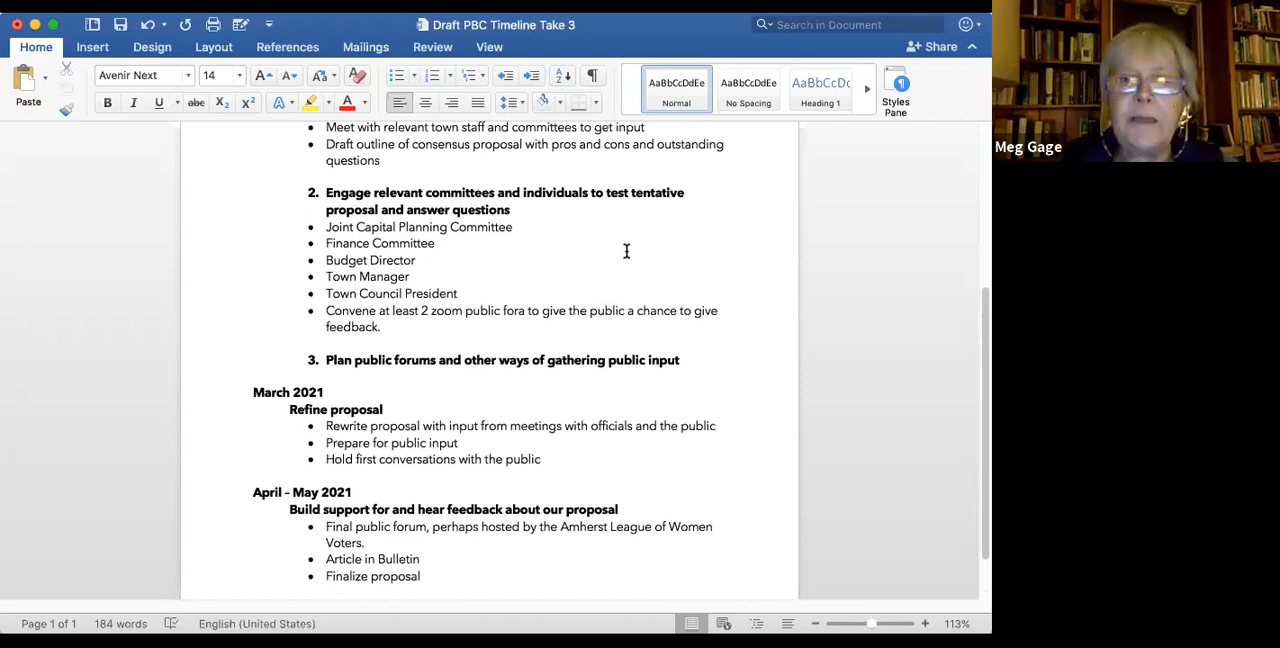 Draft PBC Timeline Take 3
Search in Document
Home Insert Design Layout References Mailings Review View
Share
Paste
Avenir Next 14
AaBbCcDdEe AaBbCcDdEe AaBbCcDc
Normal No Spacing Heading 1
Styles Pane
• Meet with relevant town staff and committees to get input
• Draft outline of consensus proposal with pros and cons and outstanding
questions
2. Engage relevant committees and individuals to test tentative
proposal and answer questions
• Joint Capital Planning Committee
• Finance Committee
• Budget Director
• Town Manager
• Town Council President
• Convene at least 2 zoom public fora to give the public a chance to give
feedback.
3. Plan public forums and other ways of gathering public input
March 2021
Refine proposal
• Rewrite proposal with input from meetings with officials and the public
• Prepare for public input
• Hold first conversations with the public
April – May 2021
Build support for and hear feedback about our proposal
• Final public forum, perhaps hosted by the Amherst League of Women
Voters.
• Article in Bulletin
• Finalize proposal
Page 1 of 1 184 words English (United States) 113%
Meg Gage